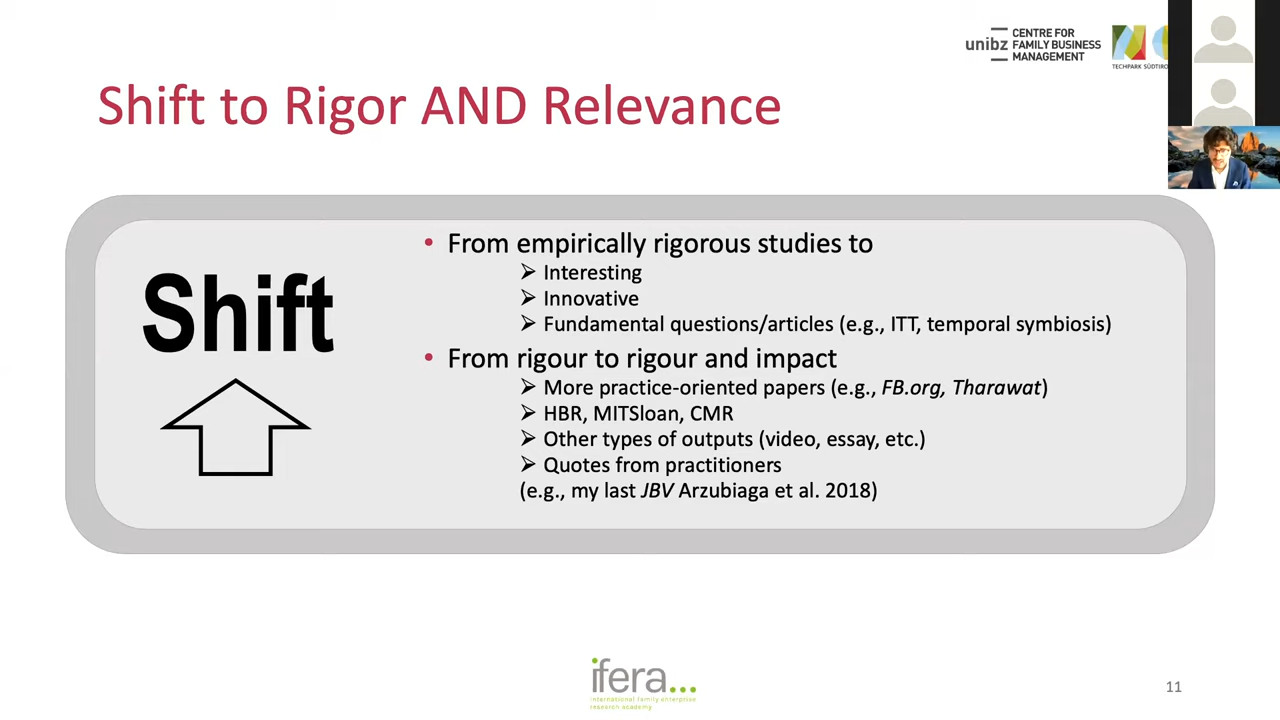 unibz
CENTRE FOR
FAMILY BUSINESS
MANAGEMENT
Shift to Rigor AND Relevance
Shift
• From empirically rigorous studies to
➢ Interesting
➢ Innovative
➢ Fundamental questions/articles (e.g., ITT, temporal symbiosis)
• From rigour to rigour and impact
➢ More practice-oriented papers (e.g., FB.org, Tharawat)
➢ HBR, MITSloan, CMR
➢ Other types of outputs (video, essay, etc.)
➢ Quotes from practitioners
(e.g., my last JBV Arzubiaga et al. 2018)
ifera...
international family enterprise
research academy
11